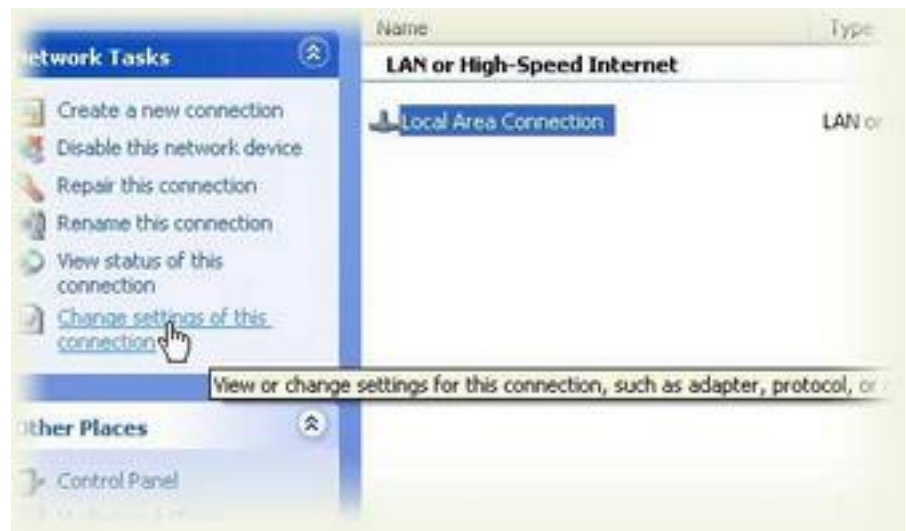 Name Type
Network Tasks
LAN or High-Speed Internet
Create a new connection
Local Area Connection LAN or
Disable this network device
Repair this connection
Rename this connection
View status of this
connection
Change settings of this
connection
View or change settings for this connection, such as adapter, protocol, or
Other Places
Control Panel